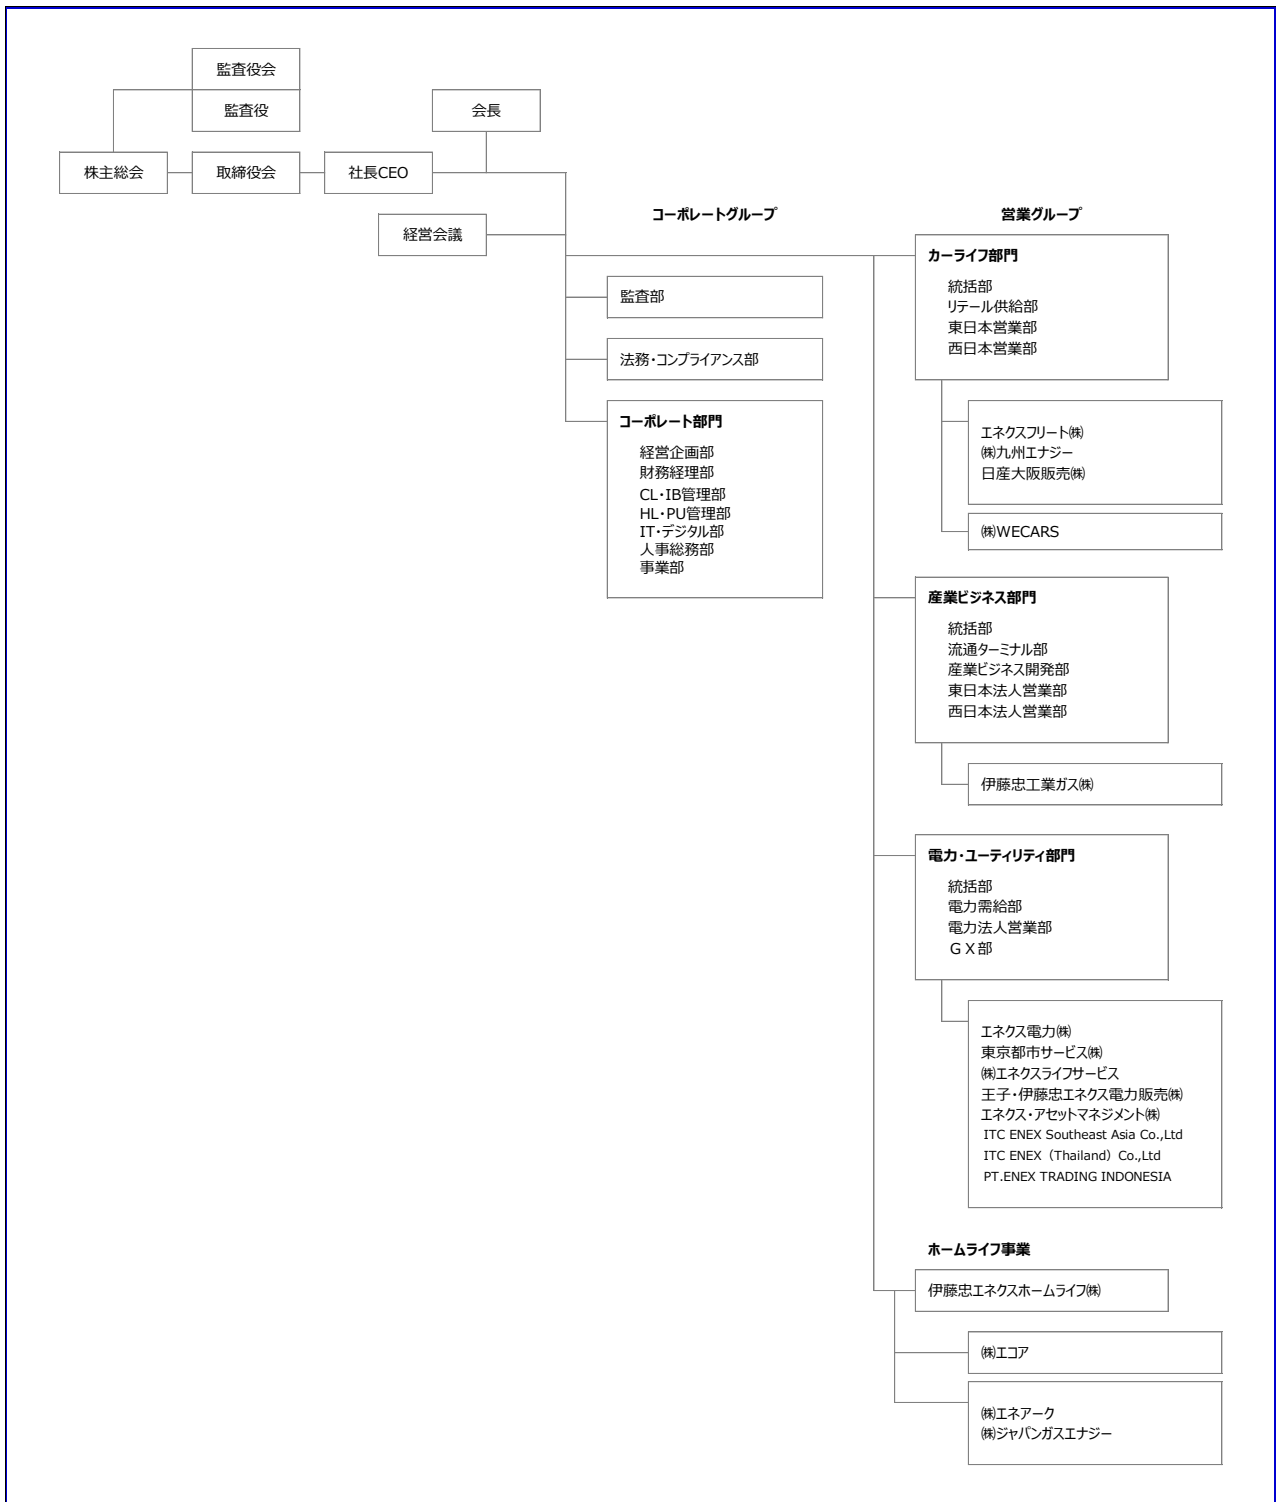 監査役会
監査役
会長
株主総会
取締役会
社長CEO
経営会議
コーポレートグループ
監査部
法務・コンプライアンス部
コーポレート部門
経営企画部
財務経理部
CL・IB管理部
HL・PU管理部
IT・デジタル部
人事総務部
事業部
営業グループ
カーライフ部門
統括部
リテール供給部
東日本営業部
西日本営業部
エネクスフリート㈱
㈱九州エナジー
日産大阪販売㈱
㈱WECARS
産業ビジネス部門
統括部
流通ターミナル部
産業ビジネス開発部
東日本法人営業部
西日本法人営業部
伊藤忠工業ガス㈱
電力・ユーティリティ部門
統括部
電力需給部
電力法人営業部
ＧＸ部
エネクス電力㈱
東京都市サービス㈱
㈱エネクスライフサービス
王子・伊藤忠エネクス電力販売㈱
エネクス・アセットマネジメント㈱
ITC ENEX Southeast Asia Co.,Ltd
ITC ENEX（Thailand）Co.,Ltd
PT.ENEX TRADING INDONESIA
ホームライフ事業
伊藤忠エネクスホームライフ㈱
㈱エコア
㈱エネアーク
㈱ジャパンガスエナジー